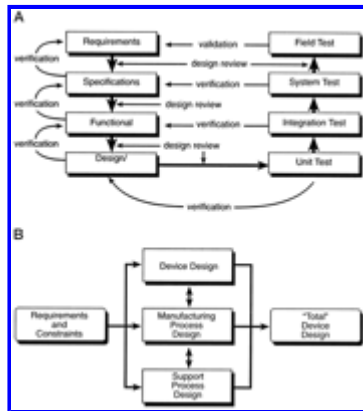 A
Requirements
validation
Field Test
design review
verification
Specifications
verification
System Test
design review
verification
Functional
verification
Integration Test
design review
verification
Design/
Unit Test
verification
B
Device Design
Requirements
and
Constraints
Manufacturing
Process
Design
"Total"
Device
Design
Support
Process
Design